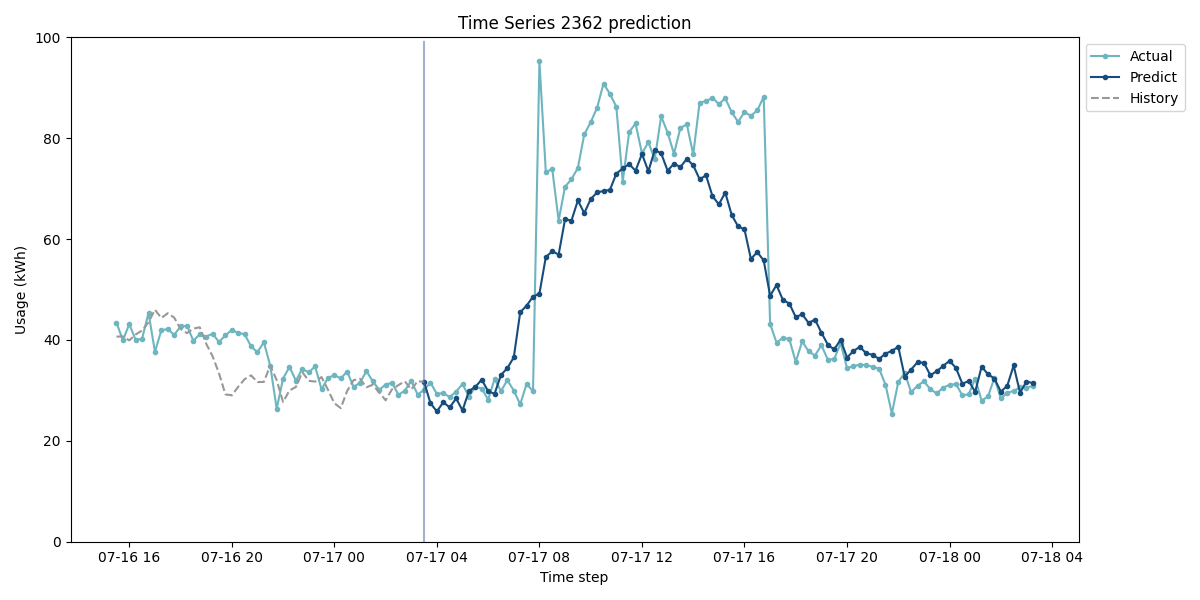 Time Series 2362 prediction
100
80
60
40
20
0
Usage (kWh)
07-16 16
07-16 20
07-17 00
07-17 04
07-17 08
07-17 12
07-17 16
07-17 20
07-18 00
07-18 04
Time step
Actual
Predict
History